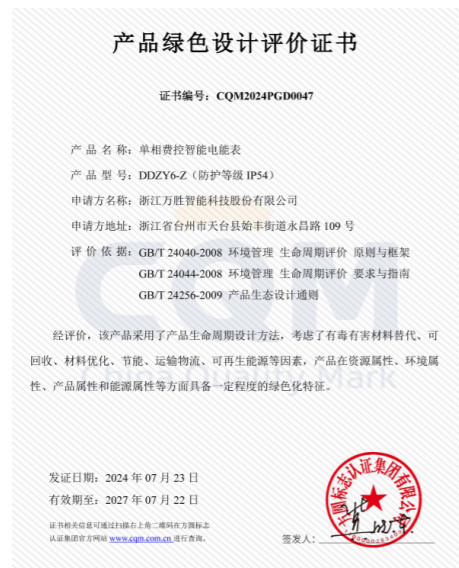 产品绿色设计评价证书
证书编号：CQM2024PGD0047
产 品 名 称：单相费控智能电能表
产 品 型 号：DDZY6-Z（防护等级 IP54）
申请方名称：浙江万胜智能科技股份有限公司
申请方地址：浙江省台州市天台县始丰街道永昌路 109 号
评 价 依 据：GB/T 24040-2008 环境管理 生命周期评价 原则与框架
GB/T 24044-2008 环境管理 生命周期评价 要求与指南
GB/T 24256-2009 产品生态设计通则
CQM
China Quality Mark
经评价，该产品采用了产品生命周期设计方法，考虑了有毒有害材料替代、可
回收、材料优化、节能、运输物流、可再生能源等因素，产品在资源属性、环境属
性、产品属性和能源属性等方面具备一定程度的绿色化特征。
发证日期：2024 年 07 月 23 日
有效期至：2027 年 07 月 22 日
证书相关信息可通过扫描右上角二维码在方圆标志
认证集团官方网站 www.cqm.com.cn 进行查询。
方圆标志认证集团有限公司
签发人：